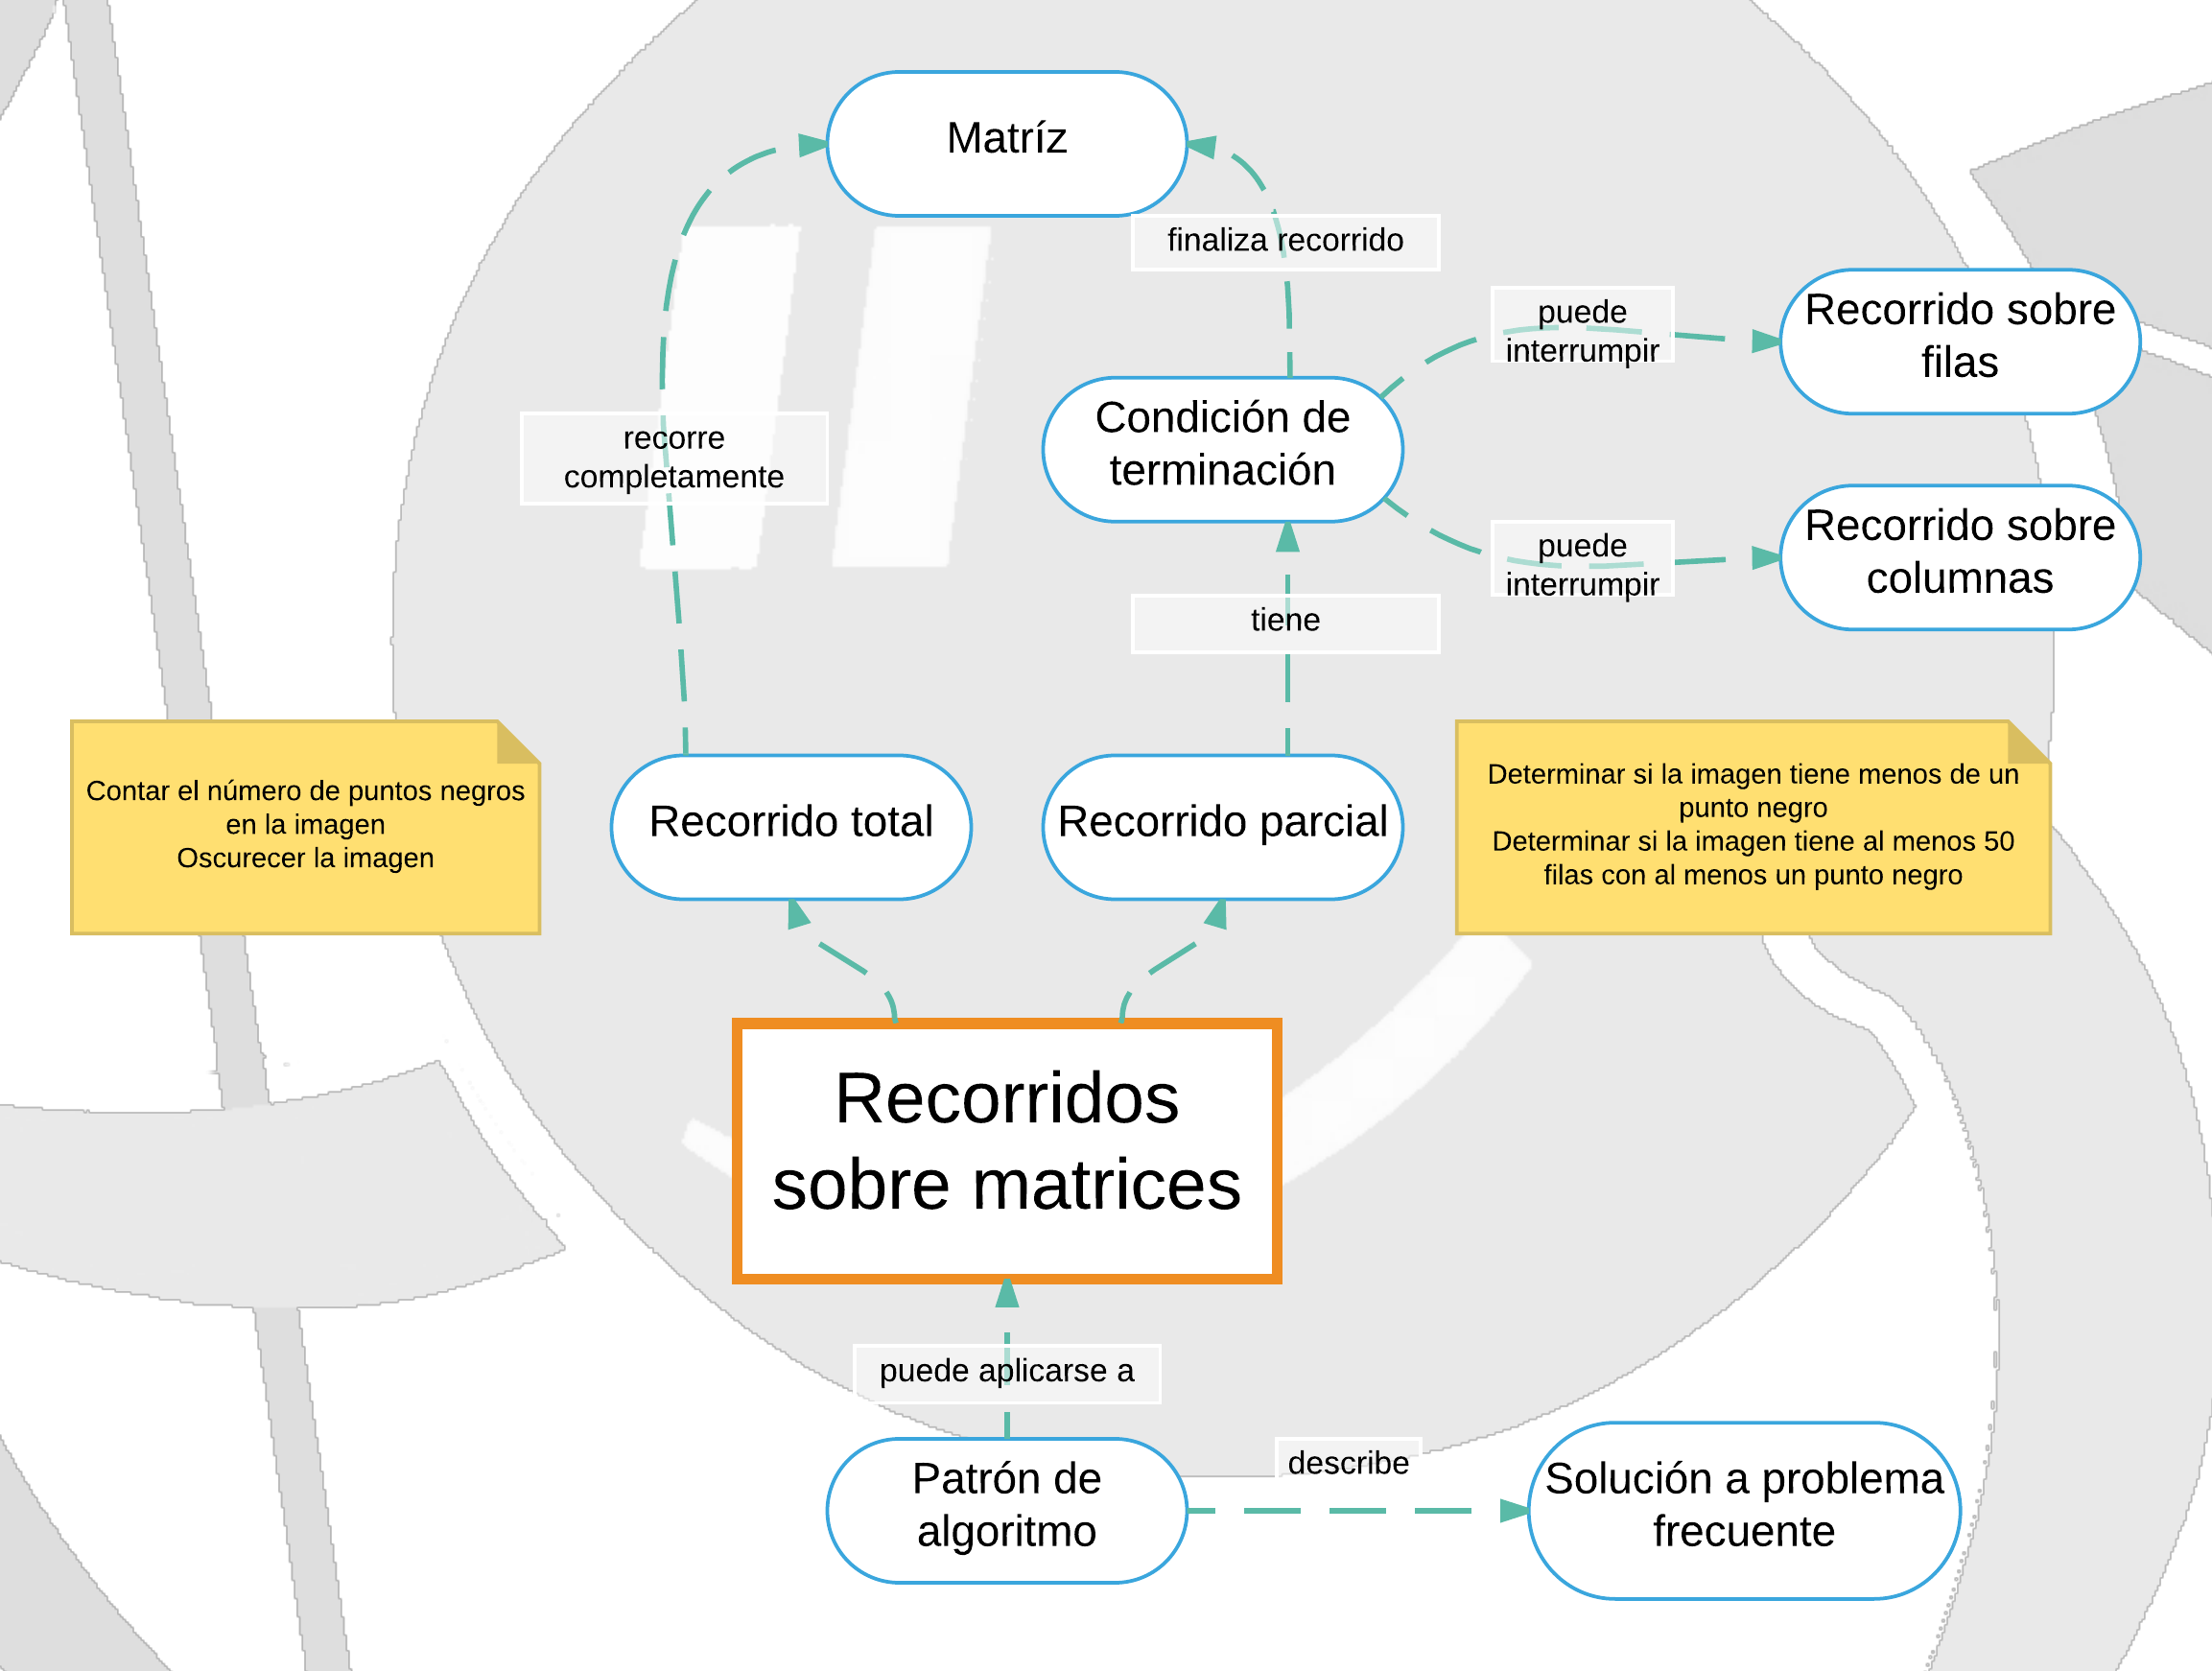 Matríz
finaliza recorrido
puede
interrumpir
Recorrido sobre
filas
recorre
completamente
Condición de
terminación
puede
interrumpir
Recorrido sobre
columnas
tiene
Contar el número de puntos negros
en la imagen
Oscurecer la imagen
Recorrido total
Recorrido parcial
Determinar si la imagen tiene menos de un
punto negro
Determinar si la imagen tiene al menos 50
filas con al menos un punto negro
Recorridos
sobre matrices
puede aplicarse a
Patrón de
algoritmo
describe
Solución a problema
frecuente